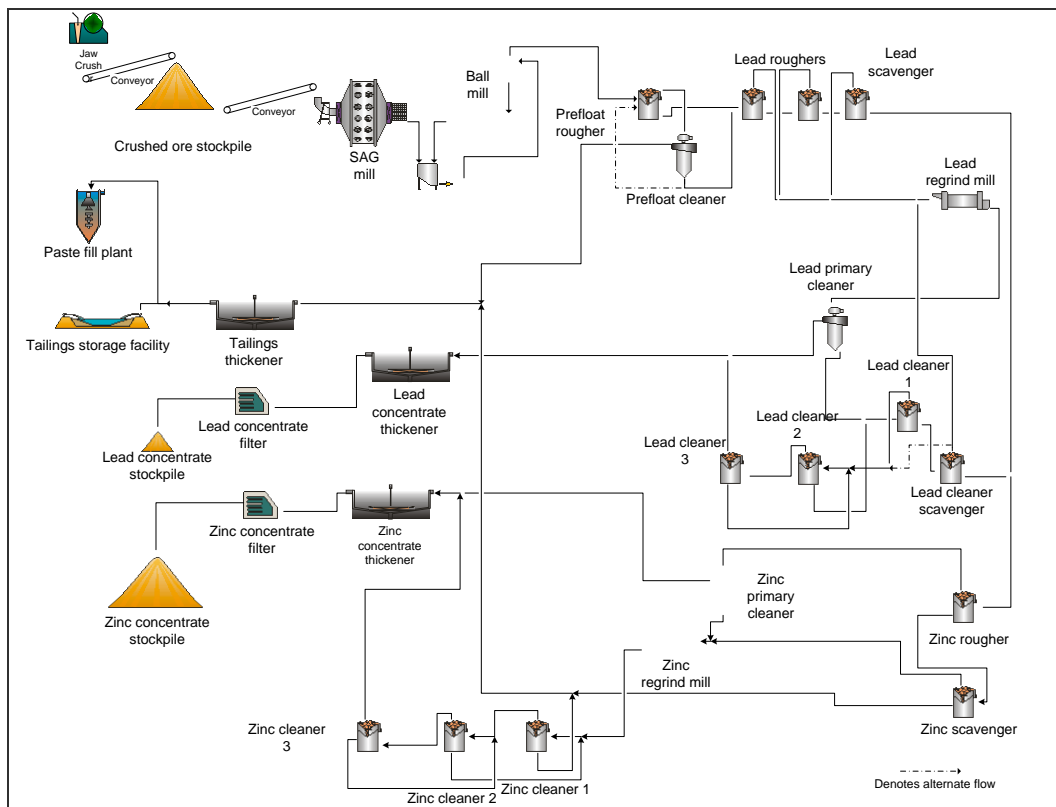 Jaw
Crush
Conveyor
Crushed ore stockpile
Conveyor
SAG
mill
Ball
mill
Prefloat
rougher
Prefloat cleaner
Lead roughers
Lead
scavenger
Lead
regrind mill
Paste fill plant
Tailings storage facility
Tailings
thickener
Lead primary
cleaner
Lead
concentrate
thickener
Lead concentrate
filter
Lead concentrate
stockpile
Lead cleaner
1
Lead cleaner
2
Lead cleaner
3
Lead cleaner
scavenger
Zinc concentrate
filter
Zinc
concentrate
thickener
Zinc concentrate
stockpile
Zinc
primary
cleaner
Zinc rougher
Zinc
regrind mill
Zinc scavenger
Zinc cleaner
3
Zinc cleaner 2
Zinc cleaner 1
Denotes alternate flow